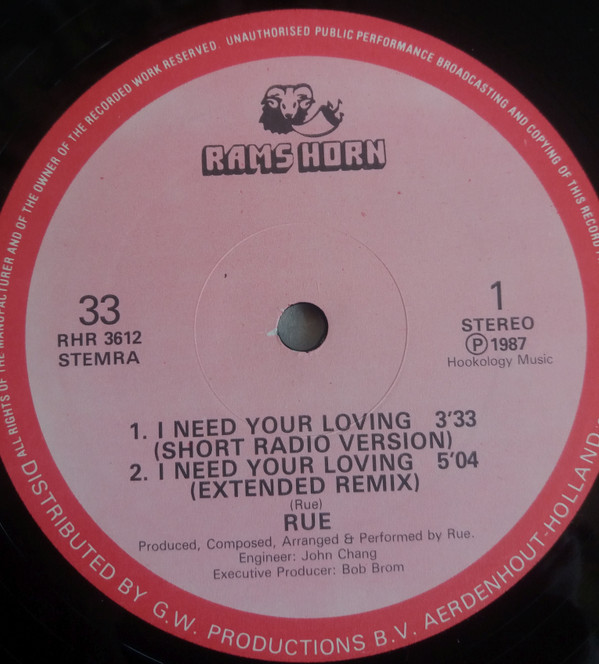 ALL RIGHTS OF THE MANUFACTURER AND OF THE OWNER OF THE RECORDED WORK RESERVED. UNAUTHORISED PUBLIC PERFORMANCE BROADCASTING AND COPYING OF THIS RECORD
RAMS HORN
33
RHR 3612
STEMRA
1
STEREO
Ⓟ 1987
Hookology Music
1. I NEED YOUR LOVING 3'33
(SHORT RADIO VERSION)
2. I NEED YOUR LOVING 5'04
(EXTENDED REMIX)
(Rue)
RUE
Produced, Composed, Arranged & Performed by Rue.
Engineer: John Chang
Executive Producer: Bob Brom
DISTRIBUTED BY G.W. PRODUCTIONS B.V. AERDENHOUT-HOLLAND